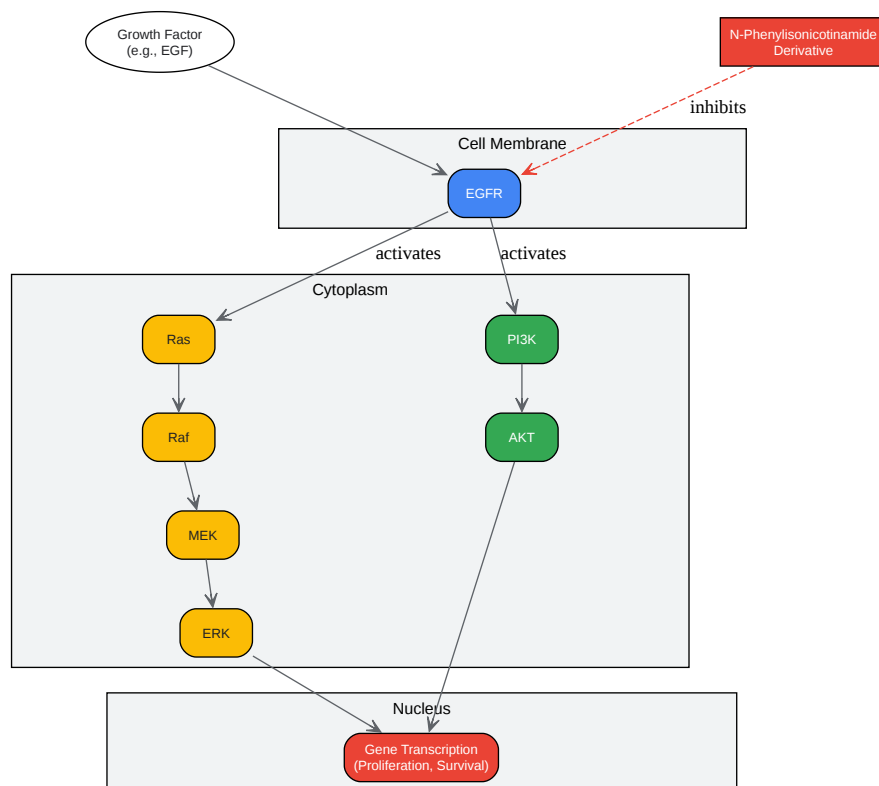 Growth Factor
(e.g., EGF)
N-Phenylisonicotinamide
Derivative
inhibits
Cell Membrane
EGFR
activates
activates
Cytoplasm
Ras
PI3K
Raf
AKT
MEK
ERK
Nucleus
Gene Transcription
(Proliferation, Survival)